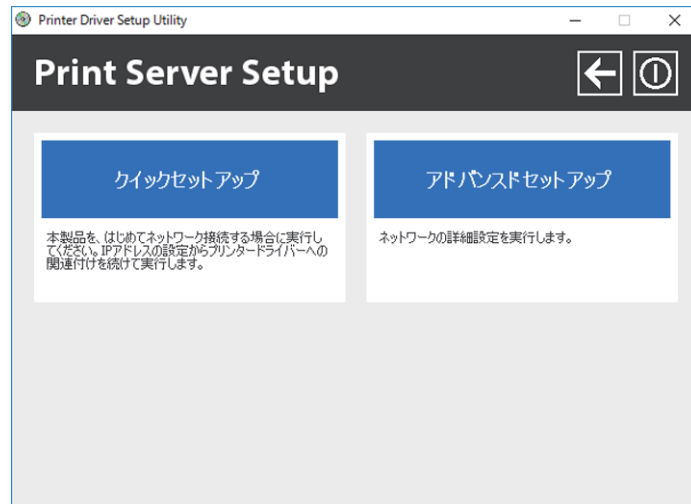 Printer Driver Setup Utility
Print Server Setup
クイックセットアップ
本製品を、はじめてネットワーク接続する場合に実行し
てください。IPアドレスの設定からプリンタードライバーへの
関連付けを続けて実行します。
アドバンスドセットアップ
ネットワークの詳細設定を実行します。